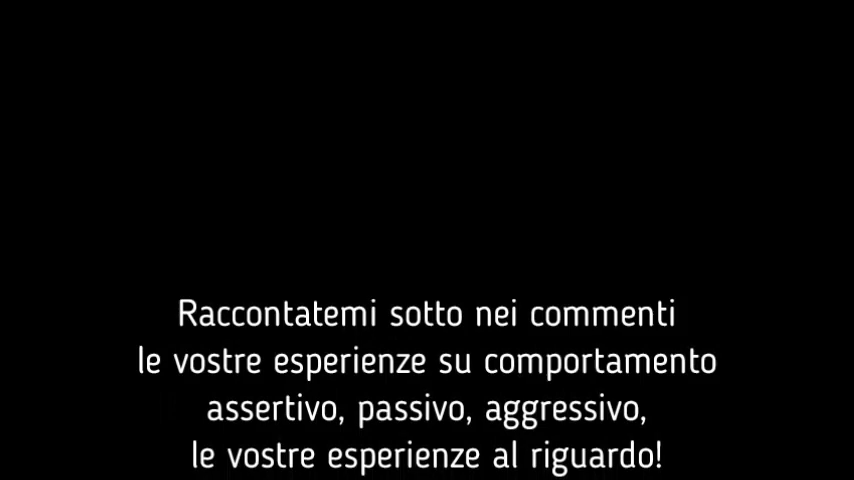 Raccontatemi sotto nei commenti
le vostre esperienze su comportamento
assertivo, passivo, aggressivo,
le vostre esperienze al riguardo!